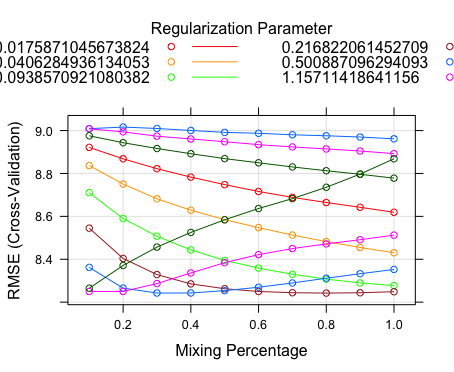 Regularization Parameter
0.0175871045673824 0.216822061452709
0.0406284936134053 0.500887096294093
0.0938570921080382 1.15711418641156
RMSE (Cross-Validation)
9.0
8.8
8.6
8.4
0.2 0.4 0.6 0.8 1.0
Mixing Percentage